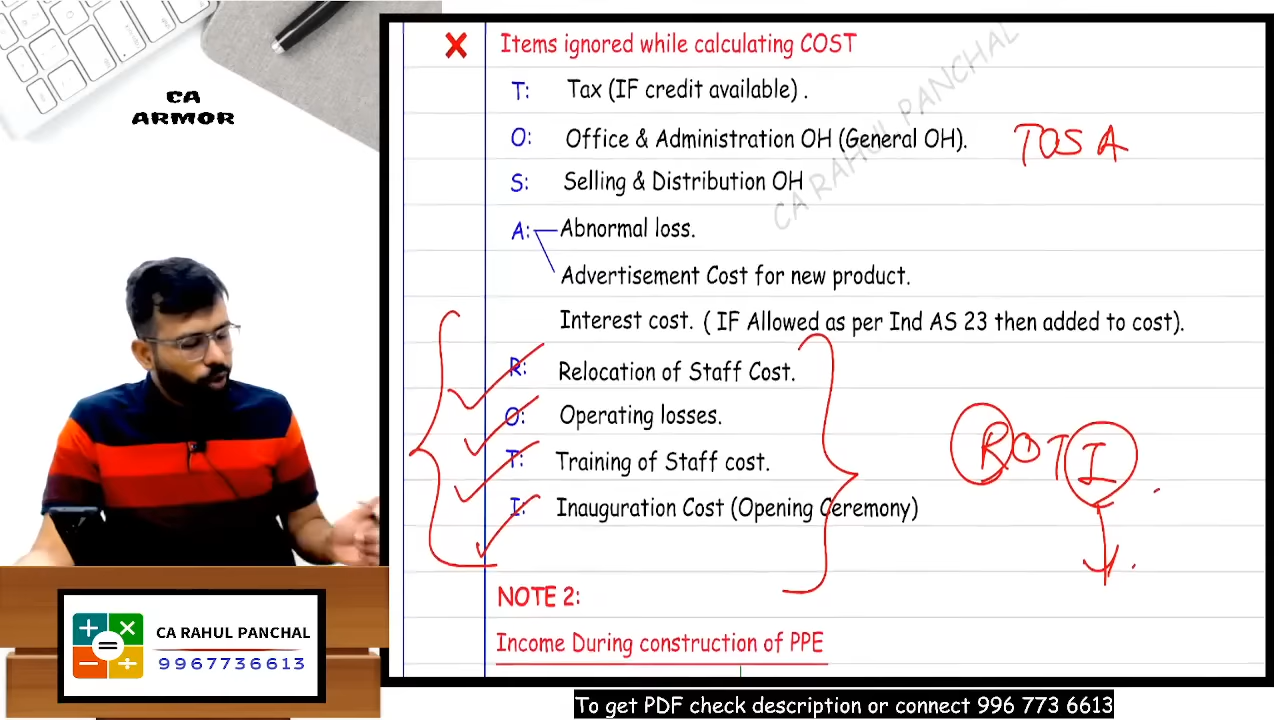 CA
ARMOR
Items ignored while calculating COST
T: Tax (IF credit available) .
O: Office & Administration OH (General OH).
TOSA
S: Selling & Distribution OH
A: Abnormal loss.
Advertisement Cost for new product.
Interest cost. ( IF Allowed as per Ind AS 23 then added to cost).
R: Relocation of Staff Cost.
O: Operating losses.
ROTI
T: Training of Staff cost.
I: Inauguration Cost (Opening Ceremony)
NOTE 2:
Income During construction of PPE
CA RAHUL PANCHAL
CA RAHUL PANCHAL
9967736613
To get PDF check description or connect 996 773 6613